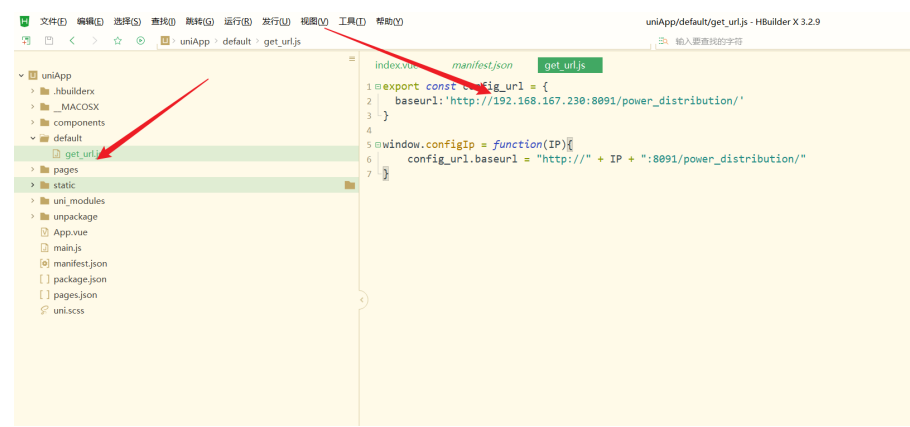 文件(F) 编辑(E) 选择(S) 查找(I) 跳转(G) 运行(R) 发行(U) 视图(V) 工具(T) 帮助(Y)
uniApp/default/get_url.js - HBuilder X 3.2.9
uniApp > default > get_url.js
输入要查找的字符
uniApp
.hbuilderx
__MACOSX
components
default
get_url.js
pages
static
uni_modules
unpackage
App.vue
main.js
manifest.json
package.json
pages.json
uni.scss
index.vue manifest.json get_url.js
1 export const config_url = {
2 baseurl:'http://192.168.167.230:8091/power_distribution/'
3 }
4
5 window.configIp = function(IP){
6 config_url.baseurl = "http://" + IP + ":8091/power_distribution/"
7 }